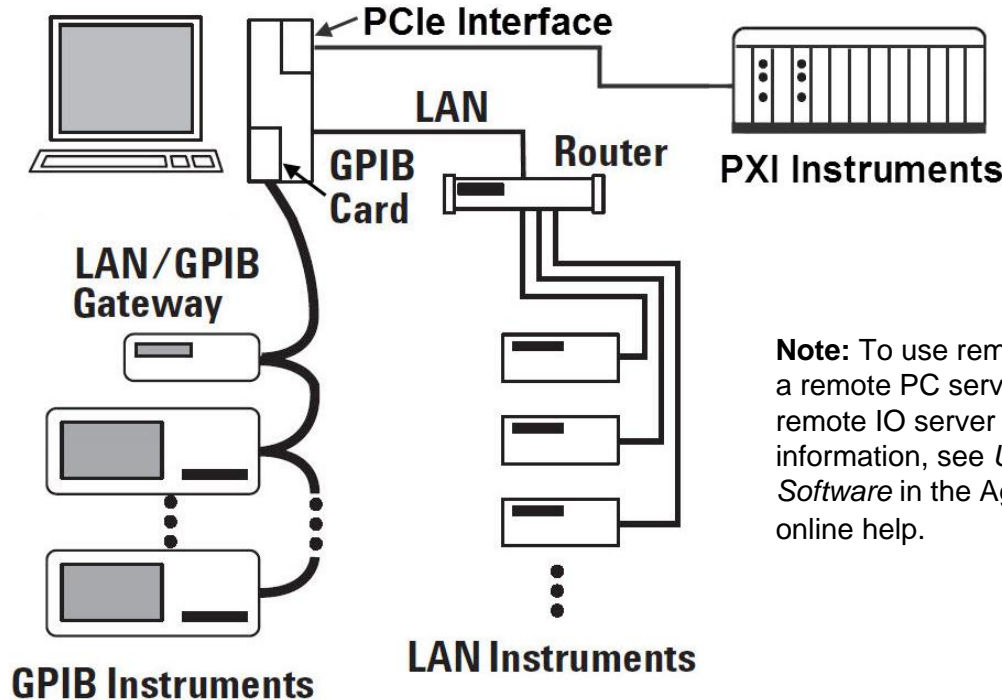 PCIe Interface
LAN
GPIB
Card
Router
PXI Instruments
LAN/GPIB
Gateway
Note: To use rem
a remote PC serv
remote IO server
information, see
Software in the Ag
online help.
LAN Instruments
GPIB Instruments